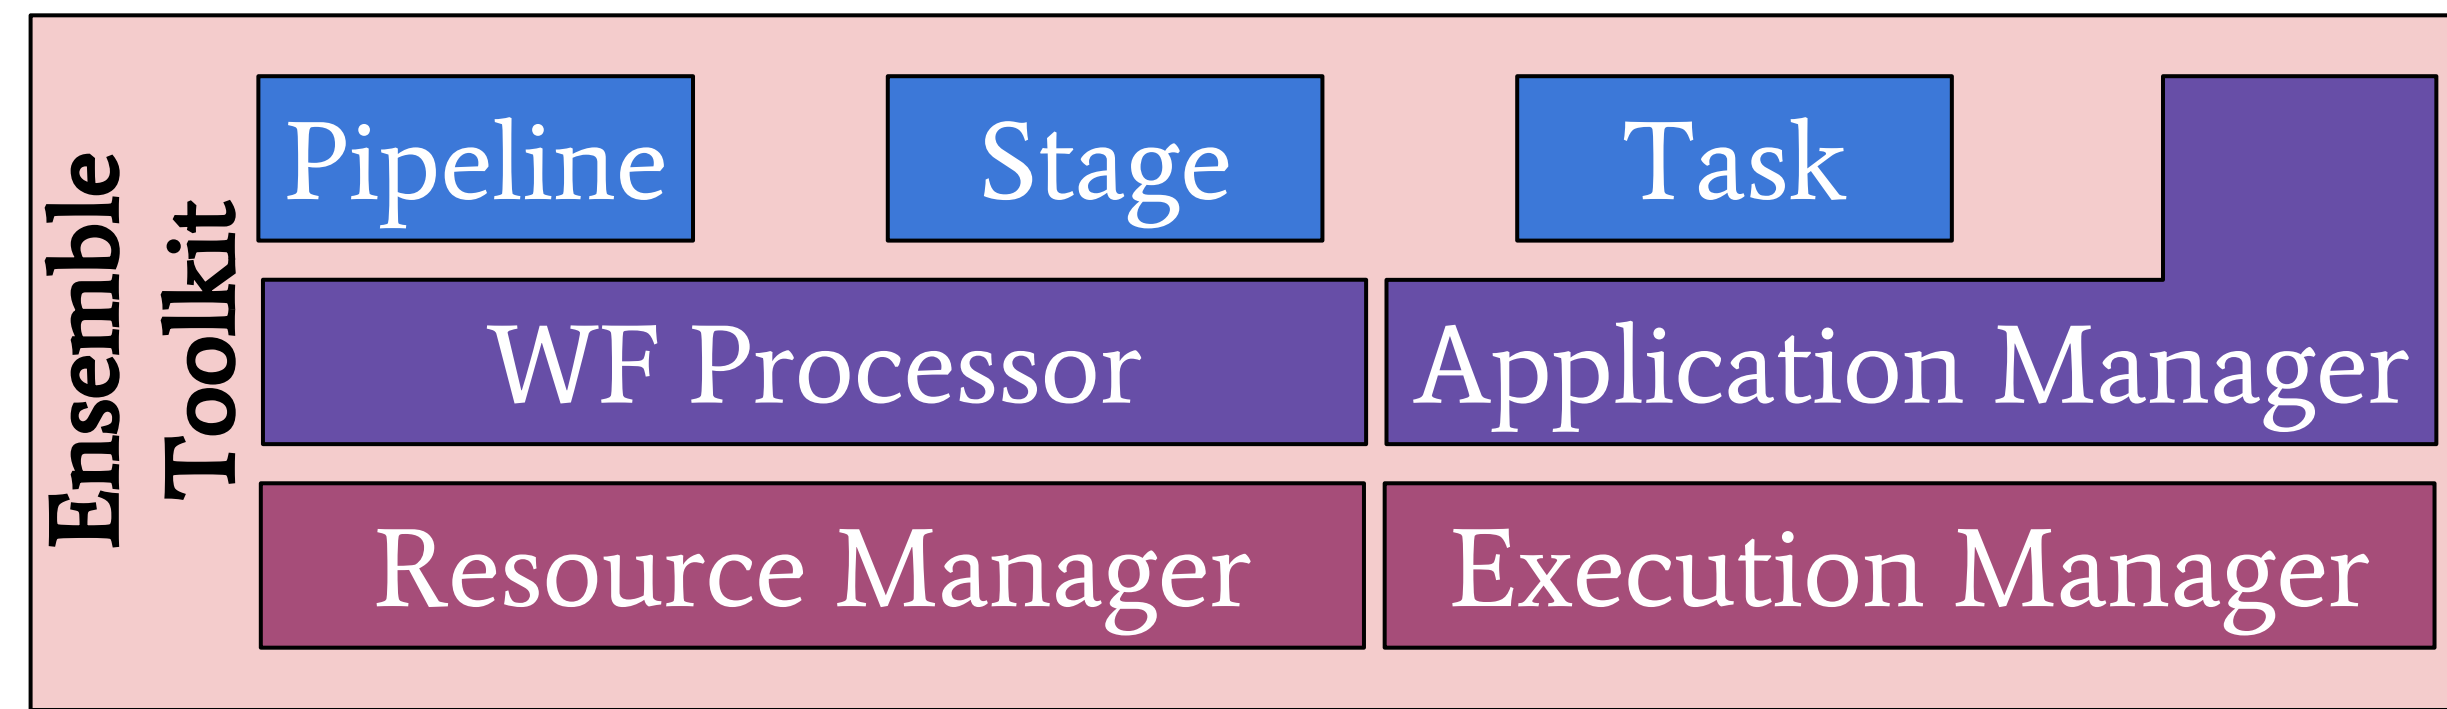 Ensemble
Toolkit
Pipeline
Stage
Task
WF Processor
Application Manager
Resource Manager
Execution Manager